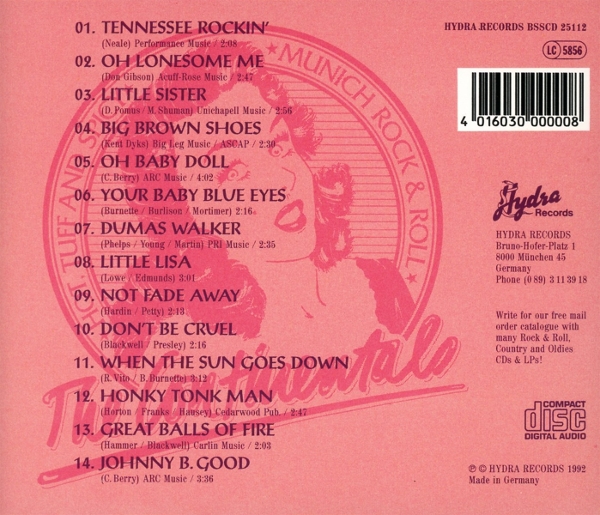 01. TENNESSEE ROCKIN'
(Neale) Performance Music / 2:08
02. OH LONESOME ME
(Don Gibson) Acuff-Rose Music / 2:47
03. LITTLE SISTER
(D. Pomus / M. Shuman) Unichapell Music / 2:56
04. BIG BROWN SHOES
(Kent Dyks) Big Leg Music / ASCAP / 2:30
05. OH BABY DOLL
(C. Berry) ARC Music / 4:02
06. YOUR BABY BLUE EYES
(Burnette / Burlison / Mortimer) 2:16
07. DUMAS WALKER
(Phelps / Young / Martin) PRI Music / 2:35
08. LITTLE LISA
(Lowe / Edmunds) 3:01
09. NOT FADE AWAY
(Hardin / Petty) 2:13
10. DON'T BE CRUEL
(Blackwell / Presley) 2:16
11. WHEN THE SUN GOES DOWN
(R. Vito / B. Burnette) 3:12
12. HONKY TONK MAN
(Horton / Franks / Hausey) Cedarwood Pub. / 2:47
13. GREAT BALLS OF FIRE
(Hammer / Blackwell) Carlin Music / 2:03
14. JOHNNY B. GOOD
(C. Berry) ARC Music / 3:36
HOT, TUFF AND
MUNICH ROCK & ROLL
The Continentals
HYDRA RECORDS BSSCD 25112
LC 5856
4 016030 000008
Hydra
Records
HYDRA RECORDS
Bruno-Hofer-Platz 1
8000 München 45
Germany
Phone (0 89) 3 11 39 18
Write for our free mail
order catalogue with
many Rock & Roll,
Country and Oldies
CDs & LPs!
COMPACT
disc
DIGITAL AUDIO
℗ © HYDRA RECORDS 1992
Made in Germany